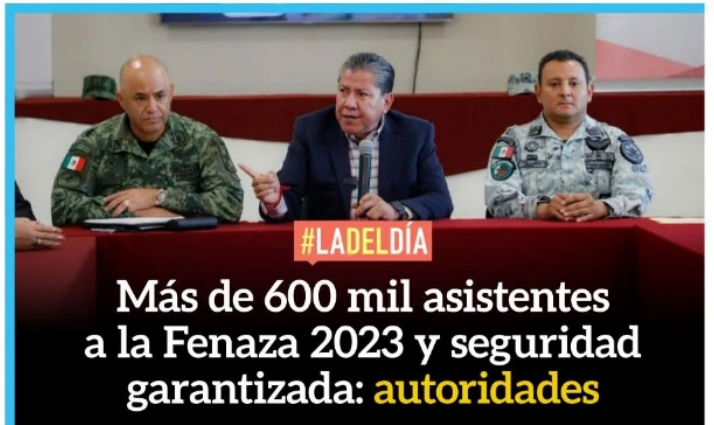 #LADELDÍA
Más de 600 mil asistentes
a la Fenaza 2023 y seguridad
garantizada: autoridades